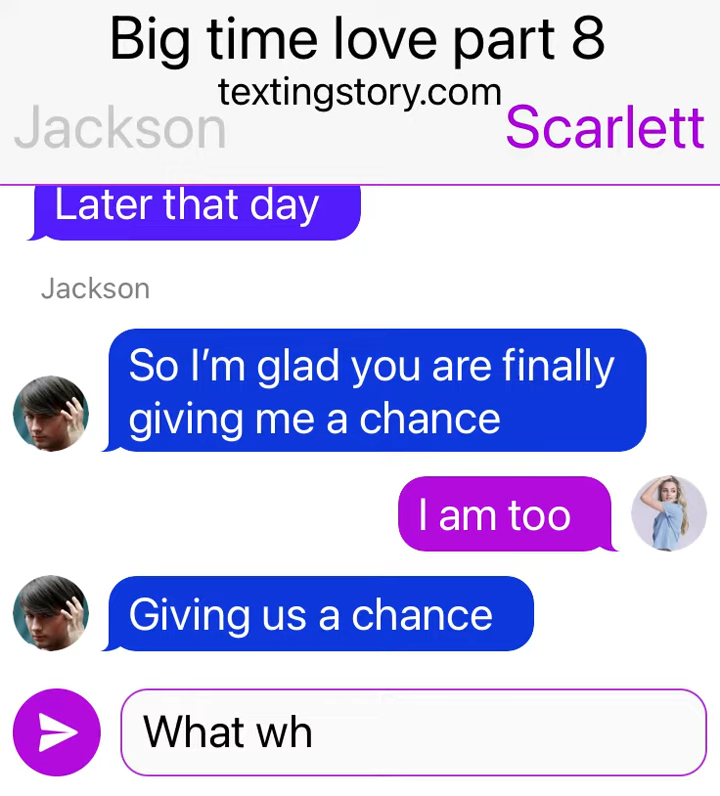 Big time love part 8
textingstory.com
Jackson
Scarlett
Later that day
Jackson
So I’m glad you are finally
giving me a chance
I am too
Giving us a chance
What wh